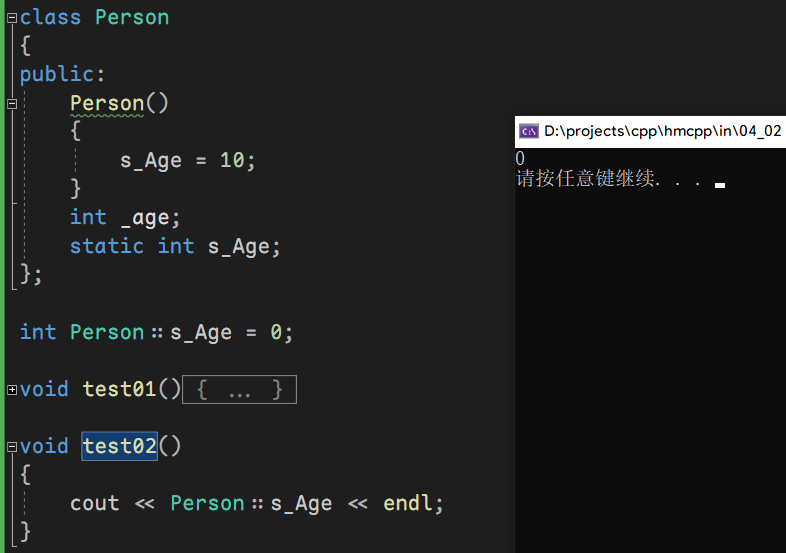 class Person
{
public:
    Person()
    {
        s_Age = 10;
    }
    int _age;
    static int s_Age;
};
int Person::s_Age = 0;
void test01(){ ... }
void test02()
{
    cout << Person::s_Age << endl;
}
D:\projects\cpp\hmcpp\in\04_02
0
请按任意键继续. . .